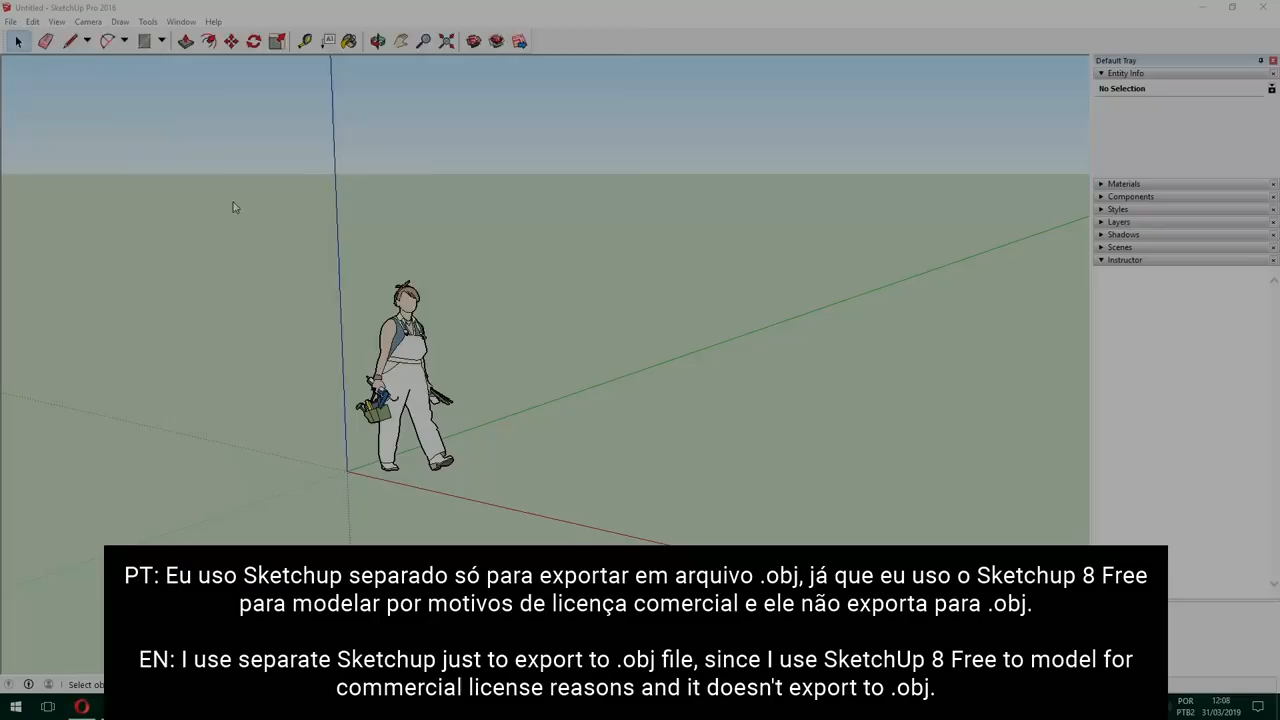 Untitled - SketchUp Pro 2016
File Edit View Camera Draw Tools Window Help
Default Tray
Entity Info
No Selection
Materials
Components
Styles
Layers
Shadows
Scenes
Instructor
PT: Eu uso Sketchup separado só para exportar em arquivo .obj, já que eu uso o Sketchup 8 Free
para modelar por motivos de licença comercial e ele não exporta para .obj.
EN: I use separate Sketchup just to export to .obj file, since I use SketchUp 8 Free to model for
commercial license reasons and it doesn't export to .obj.
Select ob
POR 12:08
PTB2 31/03/2019